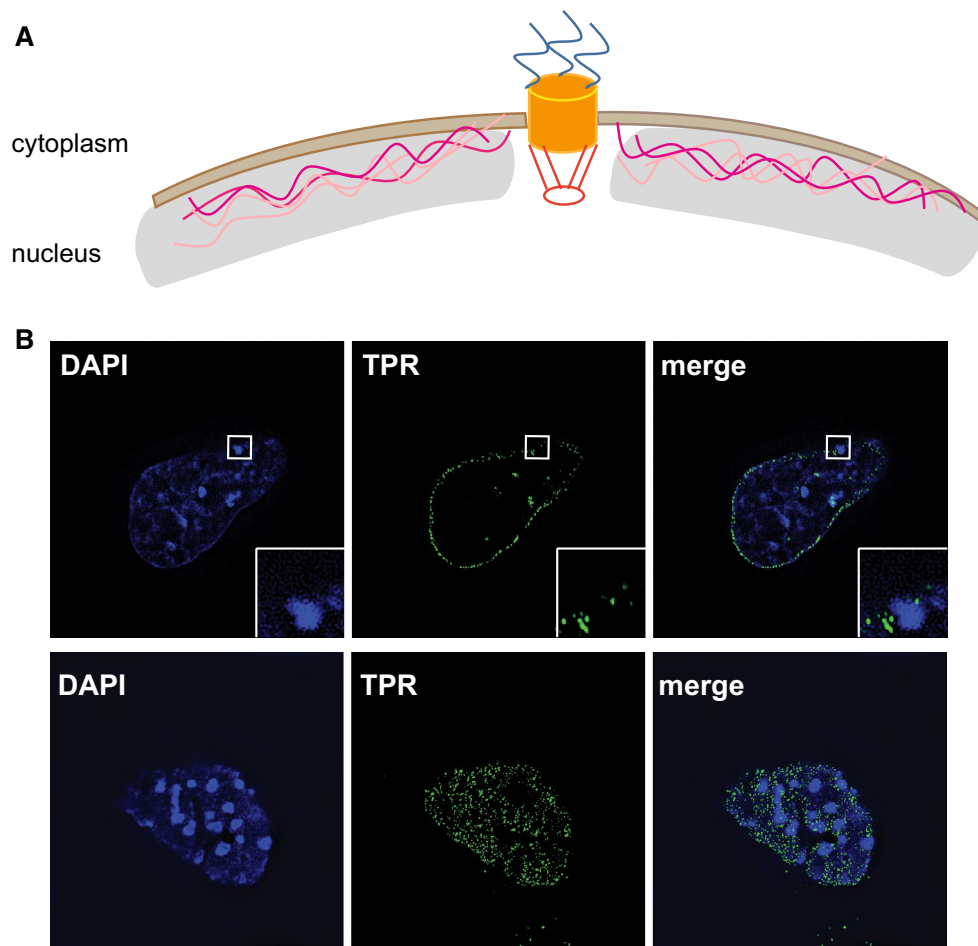 A
cytoplasm
nucleus
B
DAPI
TPR
merge
DAPI
TPR
merge